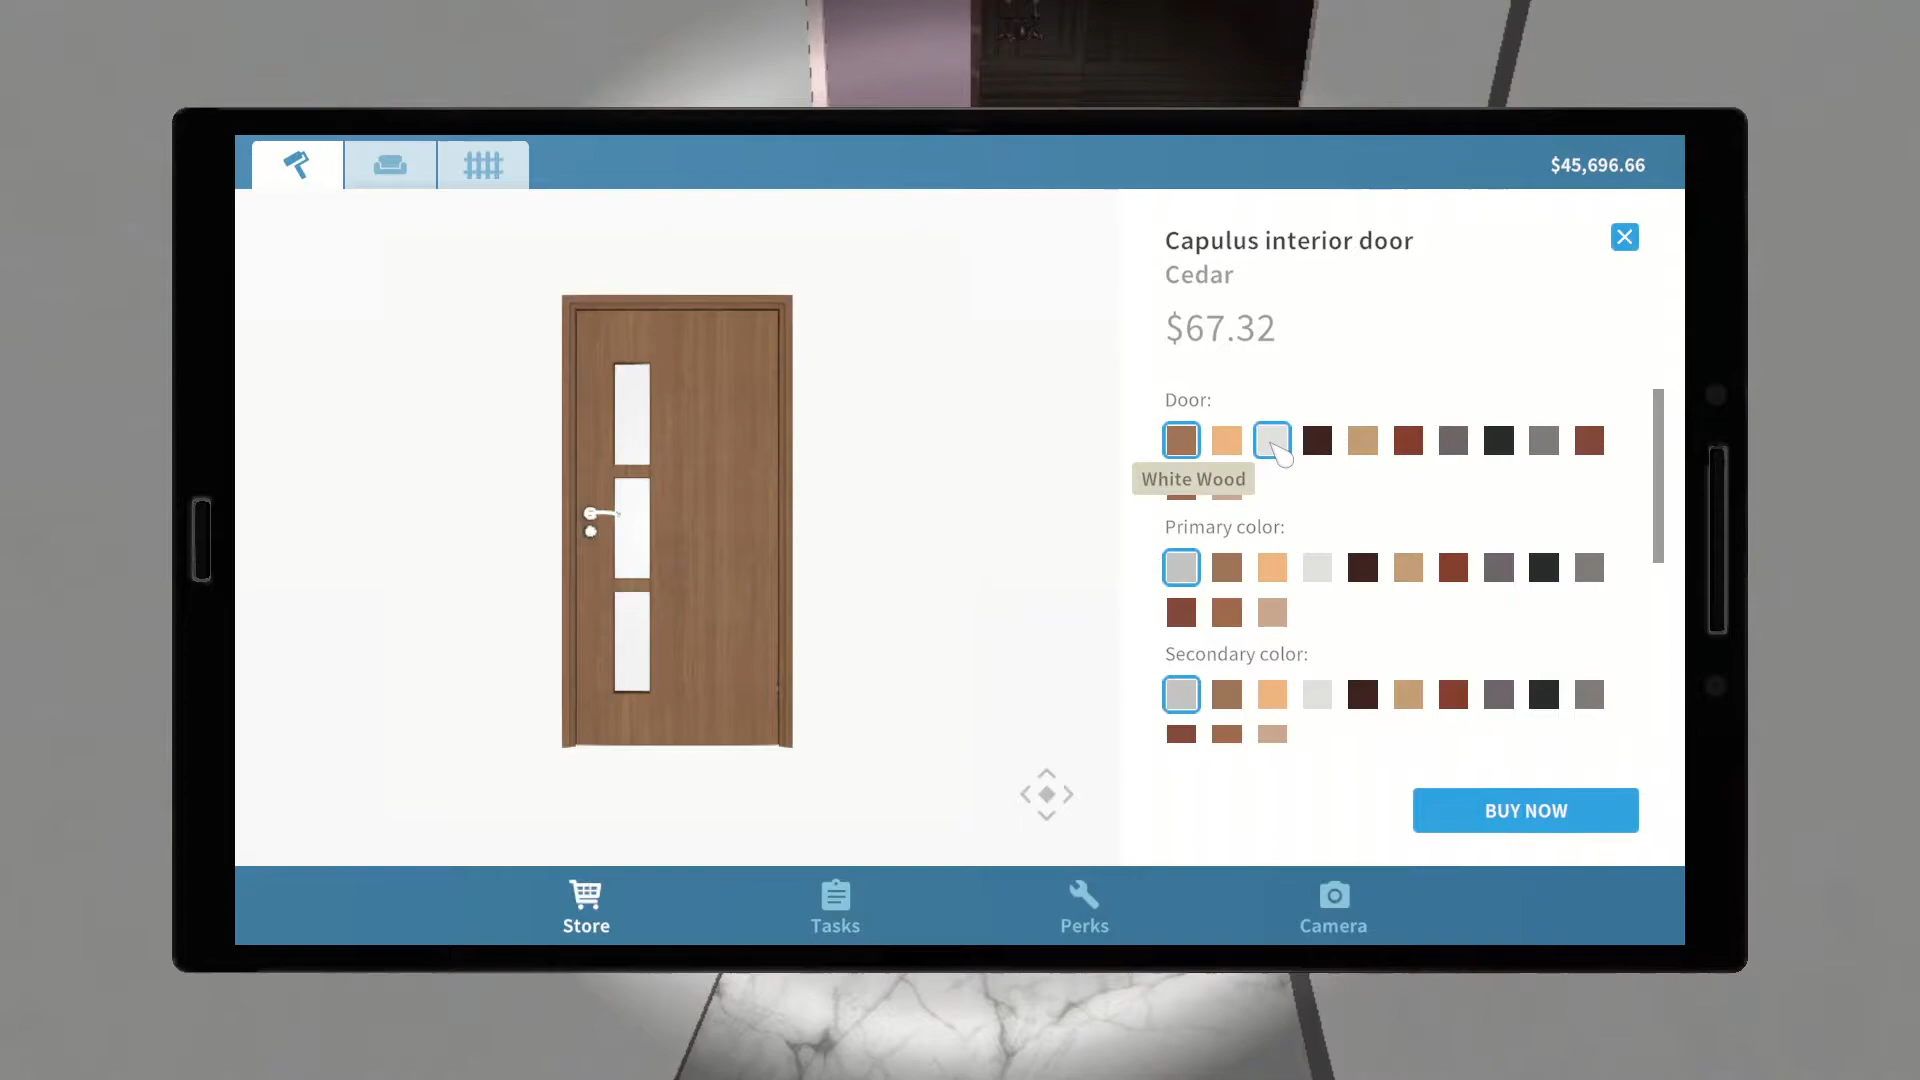 $45,696.66
Capulus interior door
Cedar
$67.32
Door:
White Wood
Primary color:
Secondary color:
BUY NOW
Store
Tasks
Perks
Camera